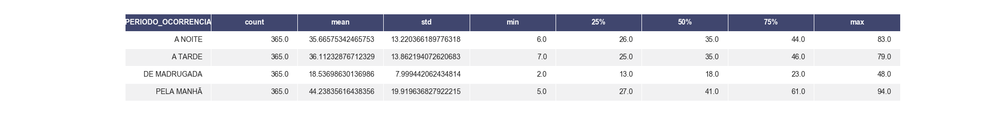 PERIODO_OCORRENCIA count mean std min 25% 50% 75% max
A NOITE 365.0 35.66575342465753 13.220366189776318 6.0 26.0 35.0 44.0 83.0
A TARDE 365.0 36.11232876712329 13.862194072620683 7.0 25.0 35.0 46.0 79.0
DE MADRUGADA 365.0 18.53698630136986 7.999442062434814 2.0 13.0 18.0 23.0 48.0
PELA MANHÃ 365.0 44.23835616438356 19.919636827922215 5.0 27.0 41.0 61.0 94.0